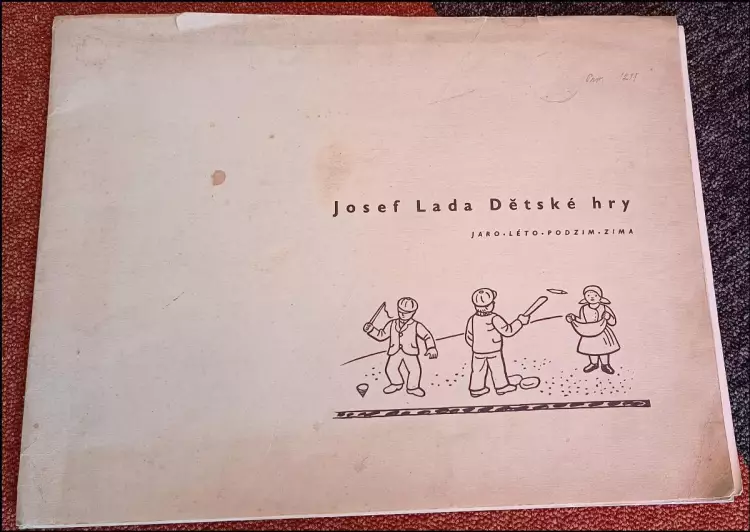 Josef Lada Dětské hry
JARO·LÉTO·PODZIM·ZIMA